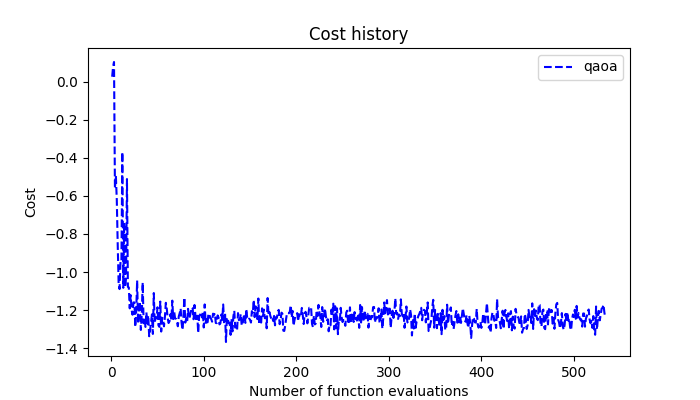 Cost history
qaoa
0.0
−0.2
−0.4
−0.6
−0.8
−1.0
−1.2
−1.4
Cost
0 100 200 300 400 500
Number of function evaluations